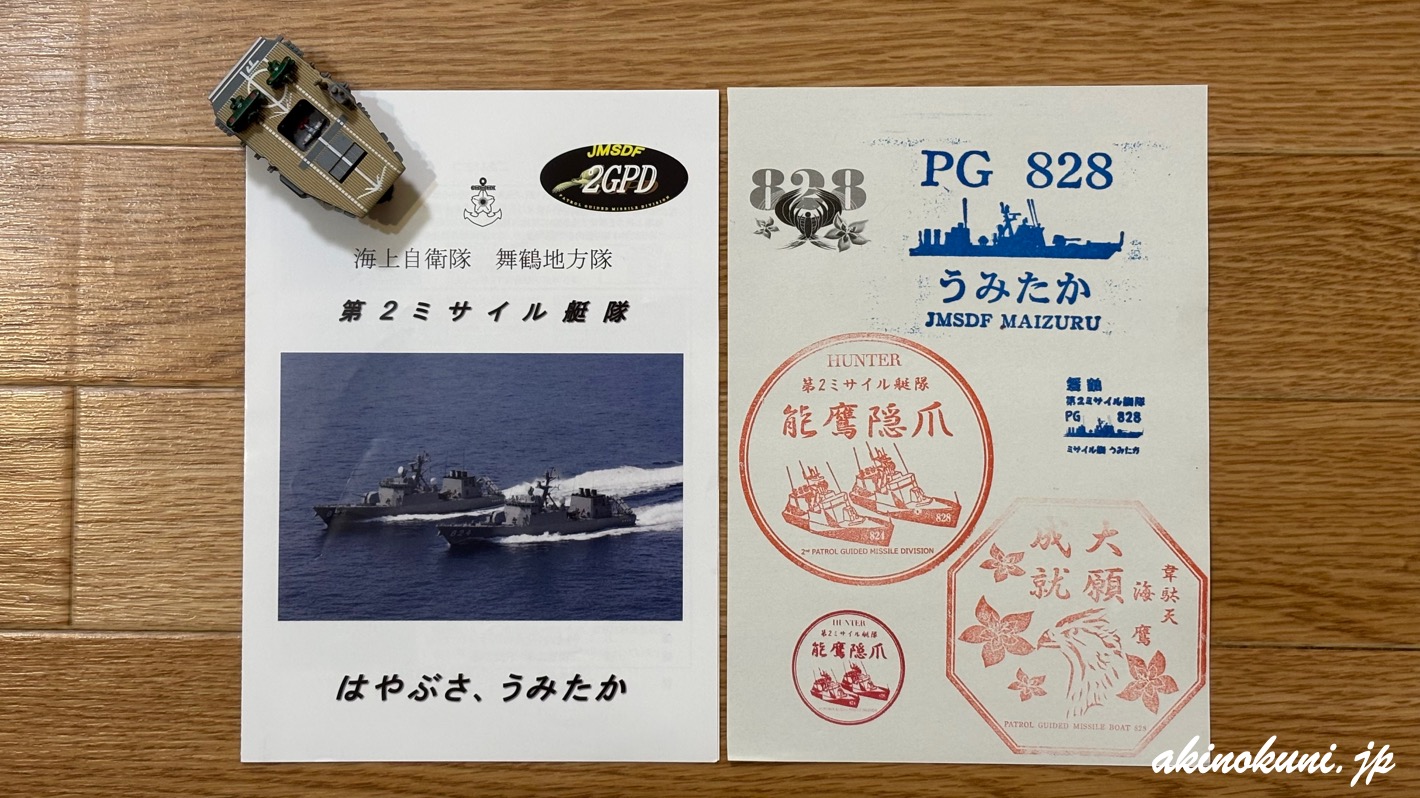 JMSDF
2GPD
PATROL GUIDED MISSILE DIVISION
海上自衛隊　舞鶴地方隊
第２ミサイル艇隊
はやぶさ、うみたか
828
PG 828
うみたか
JMSDF MAIZURU
HUNTER
第2ミサイル艇隊
能鷹隠爪
828
824
2nd PATROL GUIDED MISSILE DIVISION
舞鶴
第2ミサイル艇隊
PG 828
ミサイル艇 うみたか
HUNTER
第2ミサイル艇隊
能鷹隠爪
大願
成就
韋駄天
海鷹
PATROL GUIDED MISSILE BOAT 828
akinokuni.jp